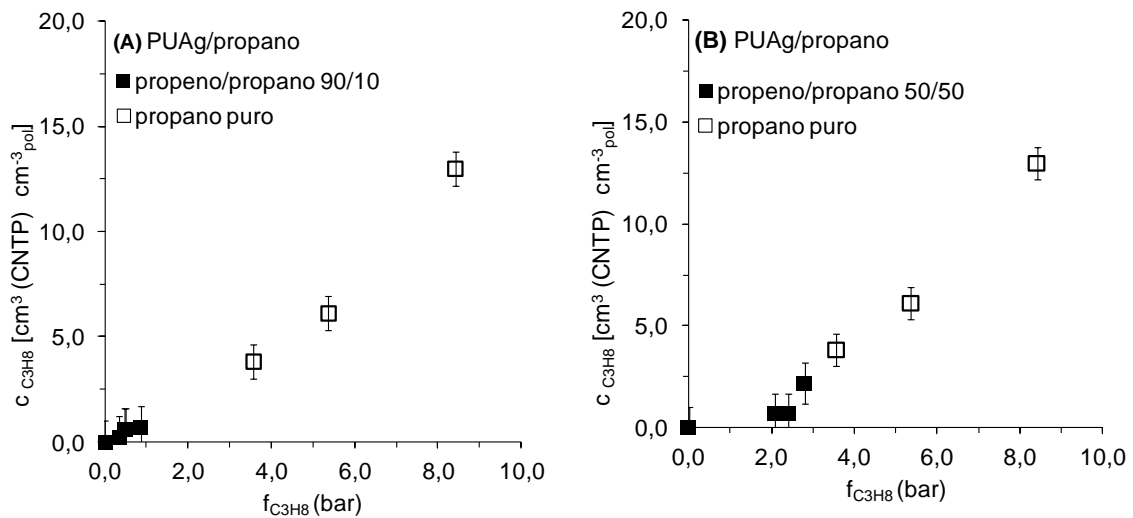 (A) PUAg/propano
■ propeno/propano 90/10
□ propano puro
20,0
15,0
10,0
5,0
0,0
0,0 2,0 4,0 6,0 8,0 10,0
c C3H8 [cm³ (CNTP) cm⁻³pol]
fC3H8 (bar)
(B) PUAg/propano
■ propeno/propano 50/50
□ propano puro
20,0
15,0
10,0
5,0
0,0
0,0 2,0 4,0 6,0 8,0 10,0
c C3H8 [cm³ (CNTP) cm⁻³pol]
fC3H8 (bar)